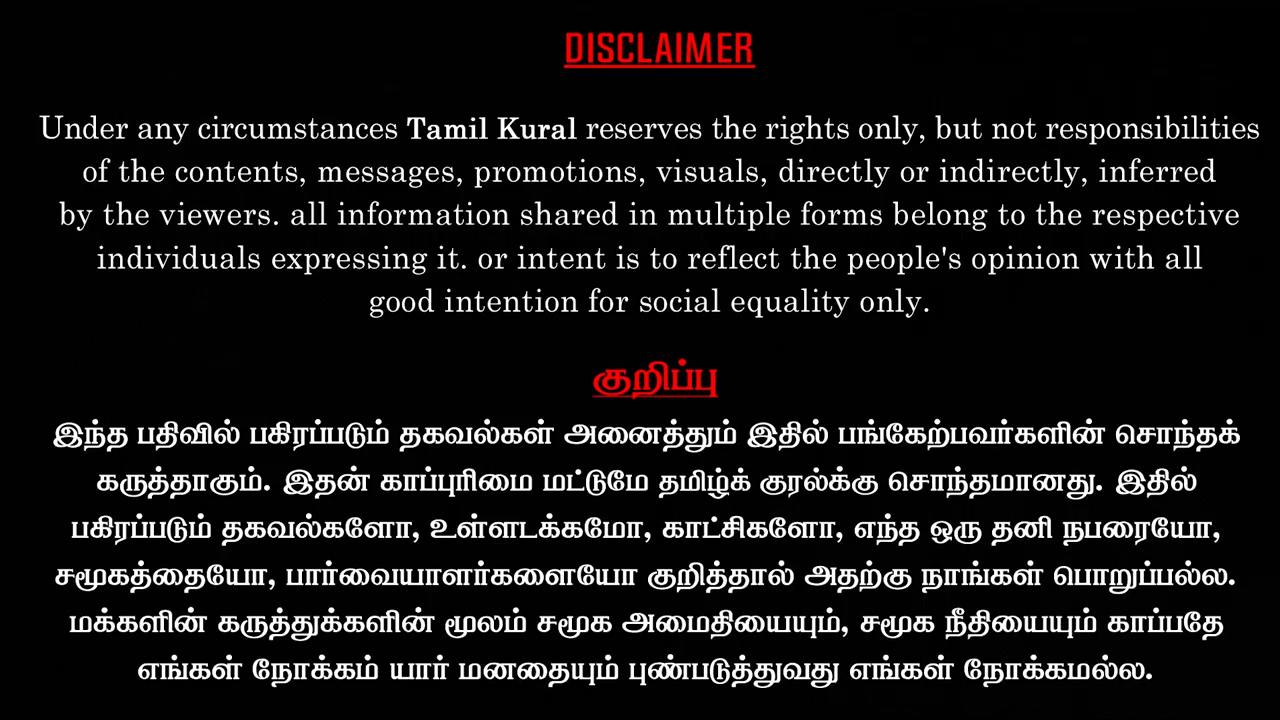 DISCLAIMER
Under any circumstances Tamil Kural reserves the rights only, but not responsibilities
of the contents, messages, promotions, visuals, directly or indirectly, inferred
by the viewers. all information shared in multiple forms belong to the respective
individuals expressing it. or intent is to reflect the people's opinion with all
good intention for social equality only.
குறிப்பு
இந்த பதிவில் பகிரப்படும் தகவல்கள் அனைத்தும் இதில் பங்கேற்பவர்களின் சொந்தக்
கருத்தாகும். இதன் காப்புரிமை மட்டுமே தமிழ்க் குரல்க்கு சொந்தமானது. இதில்
பகிரப்படும் தகவல்களோ, உள்ளடக்கமோ, காட்சிகளோ, எந்த ஒரு தனி நபரையோ,
சமூகத்தையோ, பார்வையாளர்களையோ குறித்தால் அதற்கு நாங்கள் பொறுப்பல்ல.
மக்களின் கருத்துக்களின் மூலம் சமூக அமைதியையும், சமூக நீதியையும் காப்பதே
எங்கள் நோக்கம் யார் மனதையும் புண்படுத்துவது எங்கள் நோக்கமல்ல.